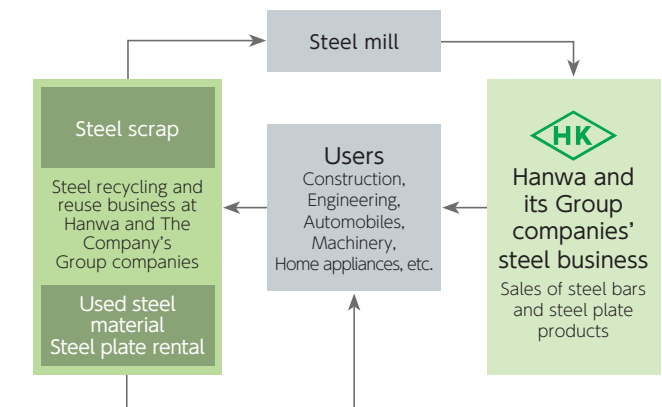 Steel mill
Steel scrap
Steel recycling and
reuse business at
Hanwa and The
Company's
Group companies
Used steel
material
Steel plate rental
Users
Construction,
Engineering,
Automobiles,
Machinery,
Home appliances, etc.
HK
Hanwa and
its Group
companies'
steel business
Sales of steel bars
and steel plate
products